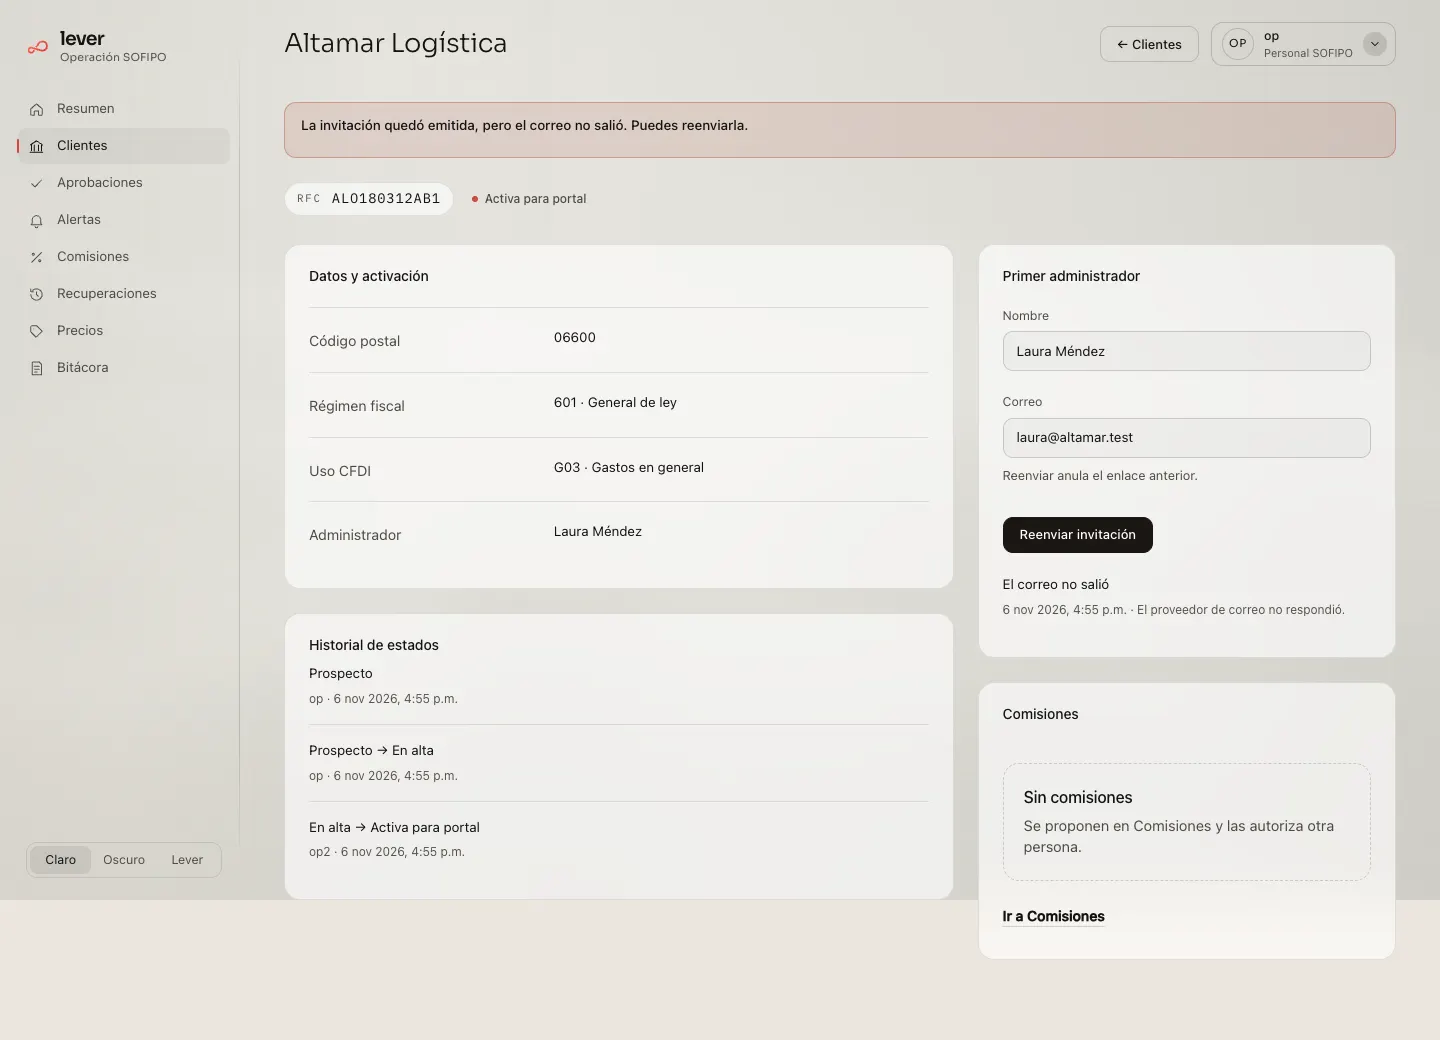 lever
Operación SOFIPO
Resumen
Clientes
Aprobaciones
Alertas
Comisiones
Recuperaciones
Precios
Bitácora
Claro
Oscuro
Lever
Altamar Logística
← Clientes
OP
op
Personal SOFIPO
La invitación quedó emitida, pero el correo no salió. Puedes reenviarla.
RFC ALO180312AB1
Activa para portal
Datos y activación
Código postal
06600
Régimen fiscal
601 · General de ley
Uso CFDI
G03 · Gastos en general
Administrador
Laura Méndez
Historial de estados
Prospecto
op · 6 nov 2026, 4:55 p.m.
Prospecto → En alta
op · 6 nov 2026, 4:55 p.m.
En alta → Activa para portal
op2 · 6 nov 2026, 4:55 p.m.
Primer administrador
Nombre
Laura Méndez
Correo
laura@altamar.test
Reenviar anula el enlace anterior.
Reenviar invitación
El correo no salió
6 nov 2026, 4:55 p.m. · El proveedor de correo no respondió.
Comisiones
Sin comisiones
Se proponen en Comisiones y las autoriza otra
persona.
Ir a Comisiones